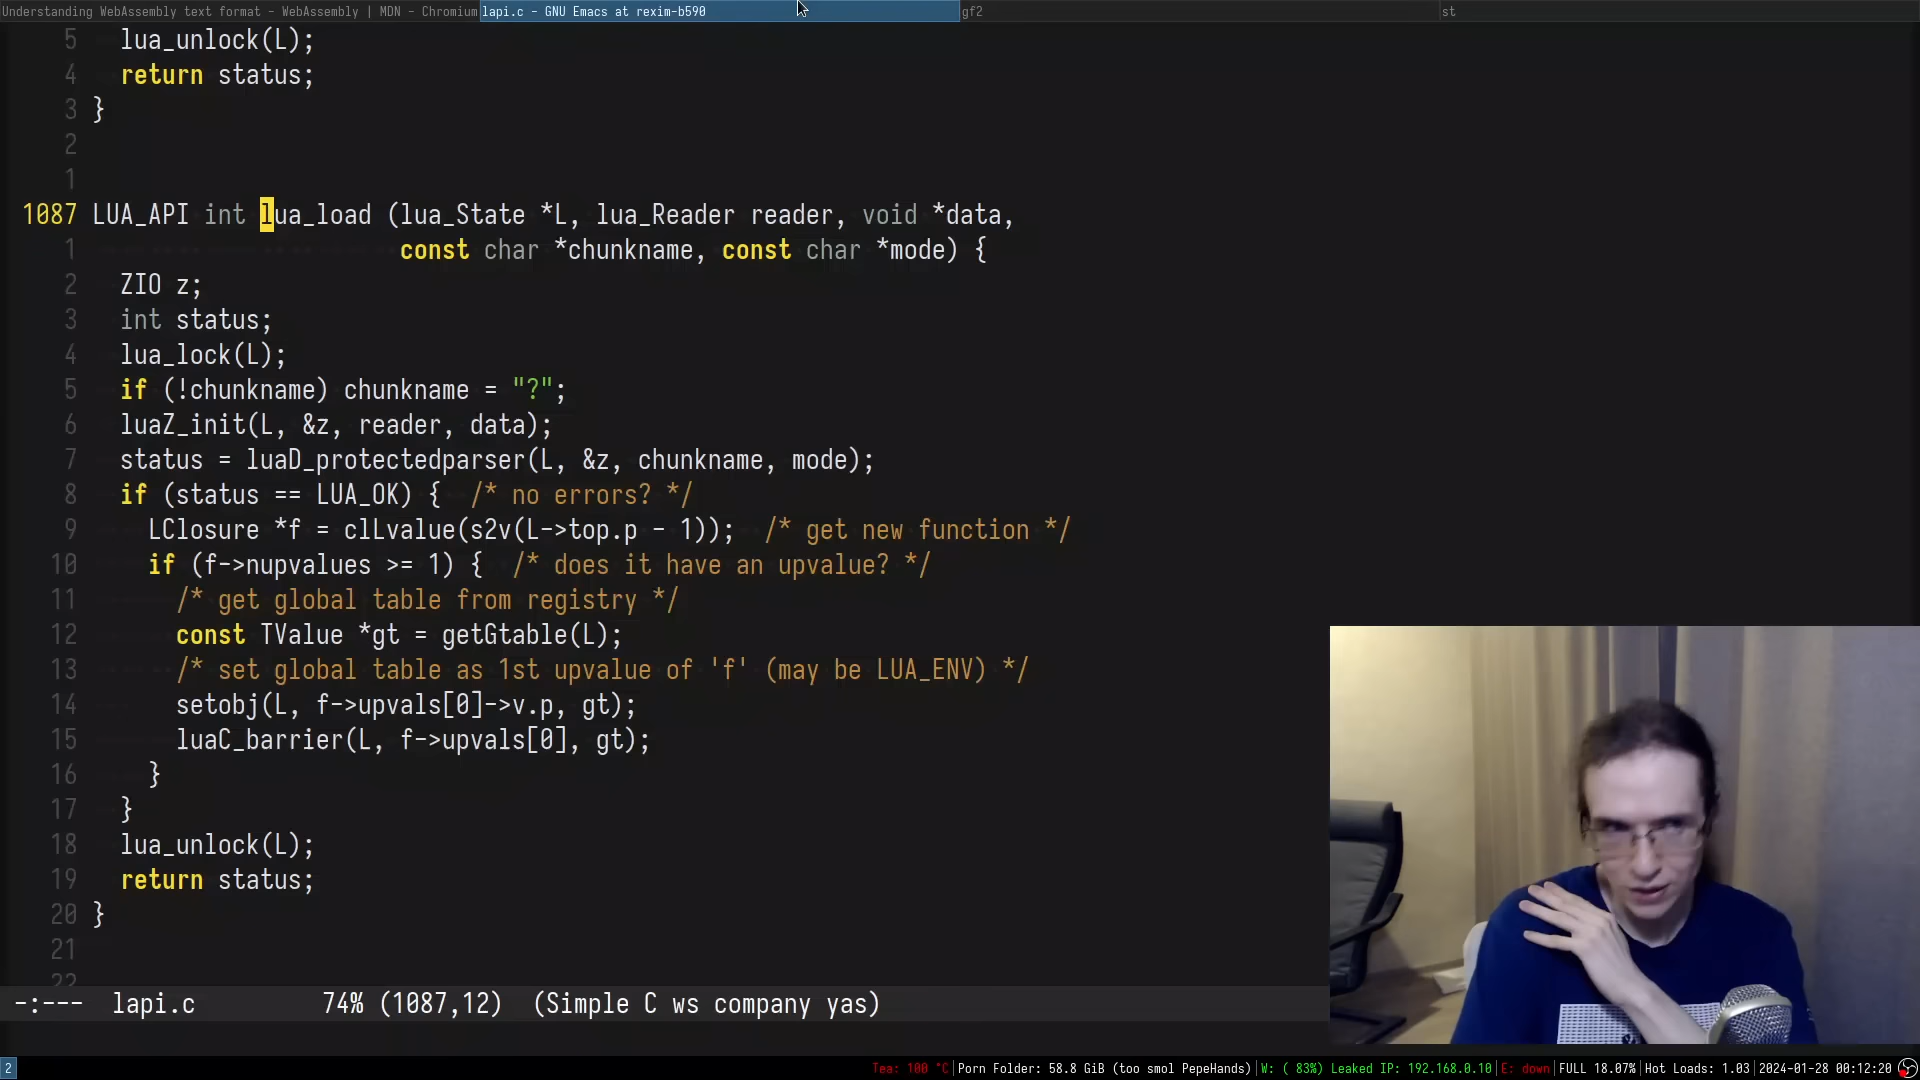 Understanding WebAssembly text format - WebAssembly | MDN - Chromium lapi.c - GNU Emacs at rexim-b590 gf2 st
5 lua_unlock(L);
4 return status;
3 }
2
1
1087 LUA_API int lua_load (lua_State *L, lua_Reader reader, void *data,
1 const char *chunkname, const char *mode) {
2 ZIO z;
3 int status;
4 lua_lock(L);
5 if (!chunkname) chunkname = "?";
6 luaZ_init(L, &z, reader, data);
7 status = luaD_protectedparser(L, &z, chunkname, mode);
8 if (status == LUA_OK) { /* no errors? */
9 LClosure *f = clLvalue(s2v(L->top.p - 1)); /* get new function */
10 if (f->nupvalues >= 1) { /* does it have an upvalue? */
11 /* get global table from registry */
12 const TValue *gt = getGtable(L);
13 /* set global table as 1st upvalue of 'f' (may be LUA_ENV) */
14 setobj(L, f->upvals[0]->v.p, gt);
15 luaC_barrier(L, f->upvals[0], gt);
16 }
17 }
18 lua_unlock(L);
19 return status;
20 }
21
22
-:--- lapi.c 74% (1087,12) (Simple C ws company yas)
2 Tea: 100 °C|Porn Folder: 58.8 GiB (too smol PepeHands)|W: ( 83%) Leaked IP: 192.168.0.10|E: down|FULL 18.07%|Hot Loads: 1.03|2024-01-28 00:12:20